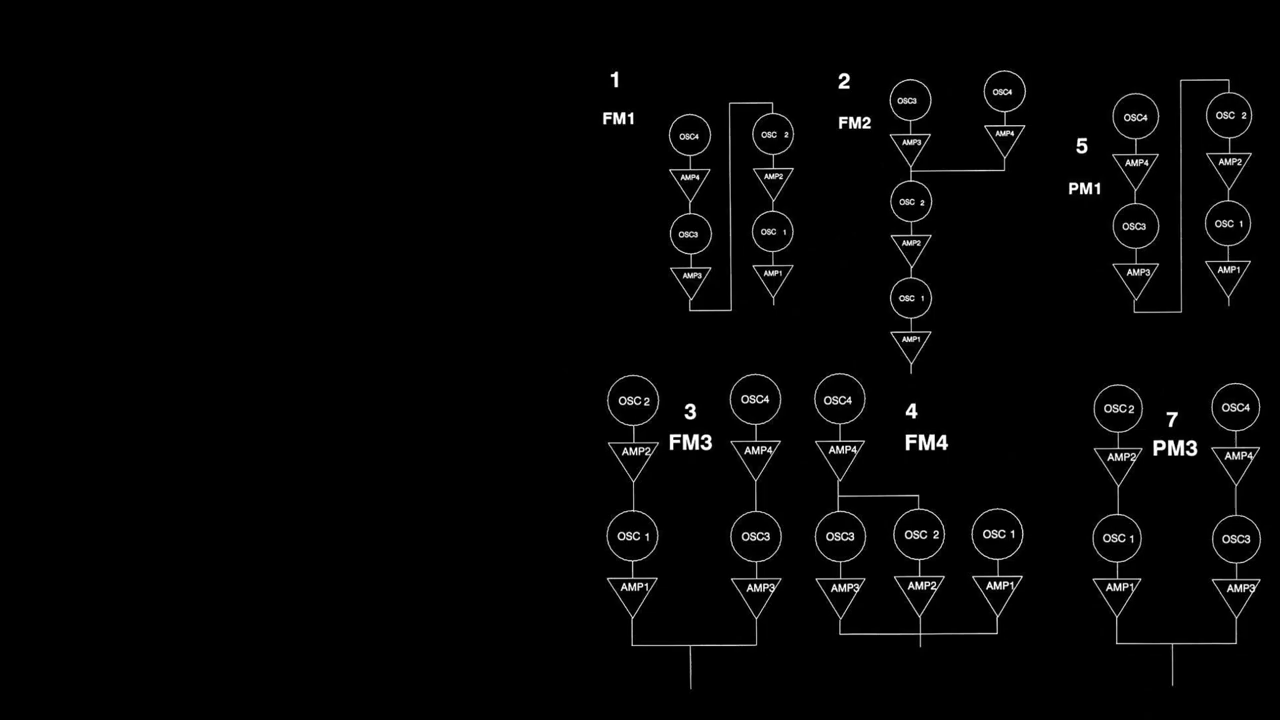 1
FM1
OSC4
AMP4
OSC3
AMP3
OSC 2
AMP2
OSC 1
AMP1
2
FM2
OSC3
AMP3
OSC4
AMP4
OSC 2
AMP2
OSC 1
AMP1
5
PM1
OSC4
AMP4
OSC3
AMP3
OSC 2
AMP2
OSC 1
AMP1
3
FM3
OSC 2
AMP2
OSC 1
AMP1
OSC4
AMP4
OSC3
AMP3
4
FM4
OSC4
AMP4
OSC3
AMP3
OSC 2
AMP2
OSC 1
AMP1
7
PM3
OSC 2
AMP2
OSC 1
AMP1
OSC4
AMP4
OSC3
AMP3